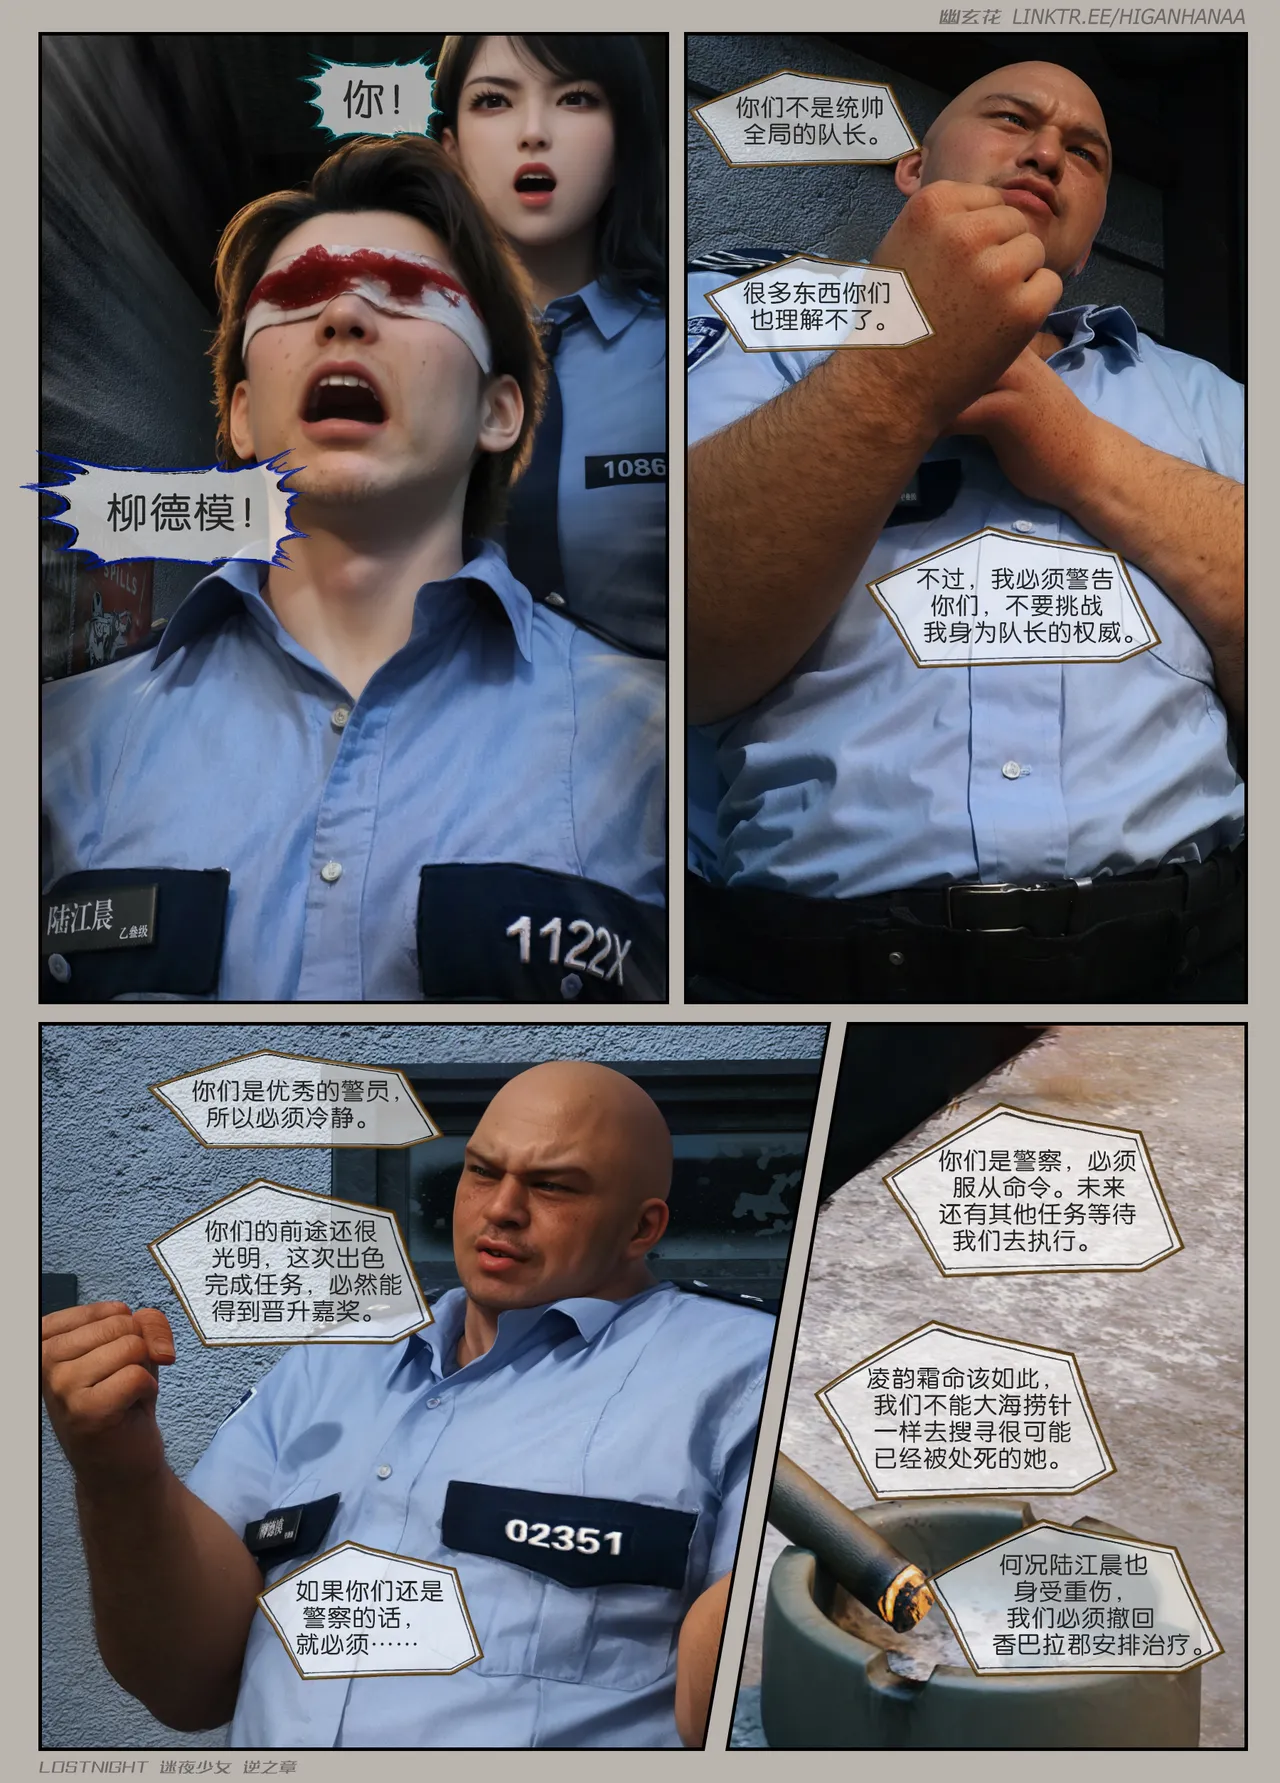 幽玄花 LINKTR.EE/HIGANHANAA
你!
柳德模!
SPILLS
1086
陆江晨
乙叁级
1122X
你们不是统帅
全局的队长。
很多东西你们
也理解不了。
不过，我必须警告
你们，不要挑战
我身为队长的权威。
你们是优秀的警员，
所以必须冷静。
你们的前途还很
光明，这次出色
完成任务，必然能
得到晋升嘉奖。
柳德模
02351
如果你们还是
警察的话，
就必须……
你们是警察，必须
服从命令。未来
还有其他任务等待
我们去执行。
凌韵霜命该如此，
我们不能大海捞针
一样去搜寻很可能
已经被处死的她。
何况陆江晨也
身受重伤，
我们必须撤回
香巴拉郡安排治疗。
LOSTNIGHT 迷夜少女 逆之章